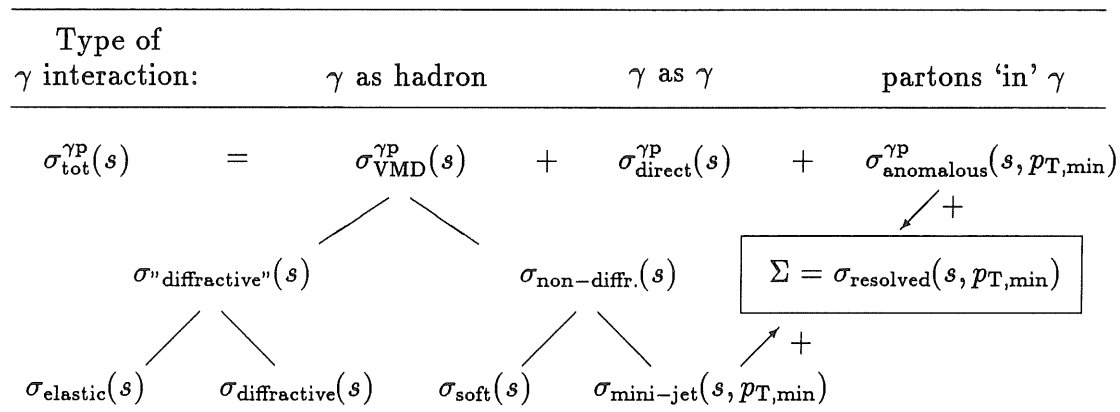 Type of
γ interaction: γ as hadron γ as γ partons ‘in’ γ
σ_tot^γp(s) = σ_VMD^γp(s) + σ_direct^γp(s) + σ_anomalous^γp(s, p_T,min)
+
σ_”diffractive”(s) σ_non−diffr.(s) Σ = σ_resolved(s, p_T,min)
+
σ_elastic(s) σ_diffractive(s) σ_soft(s) σ_mini−jet(s, p_T,min)